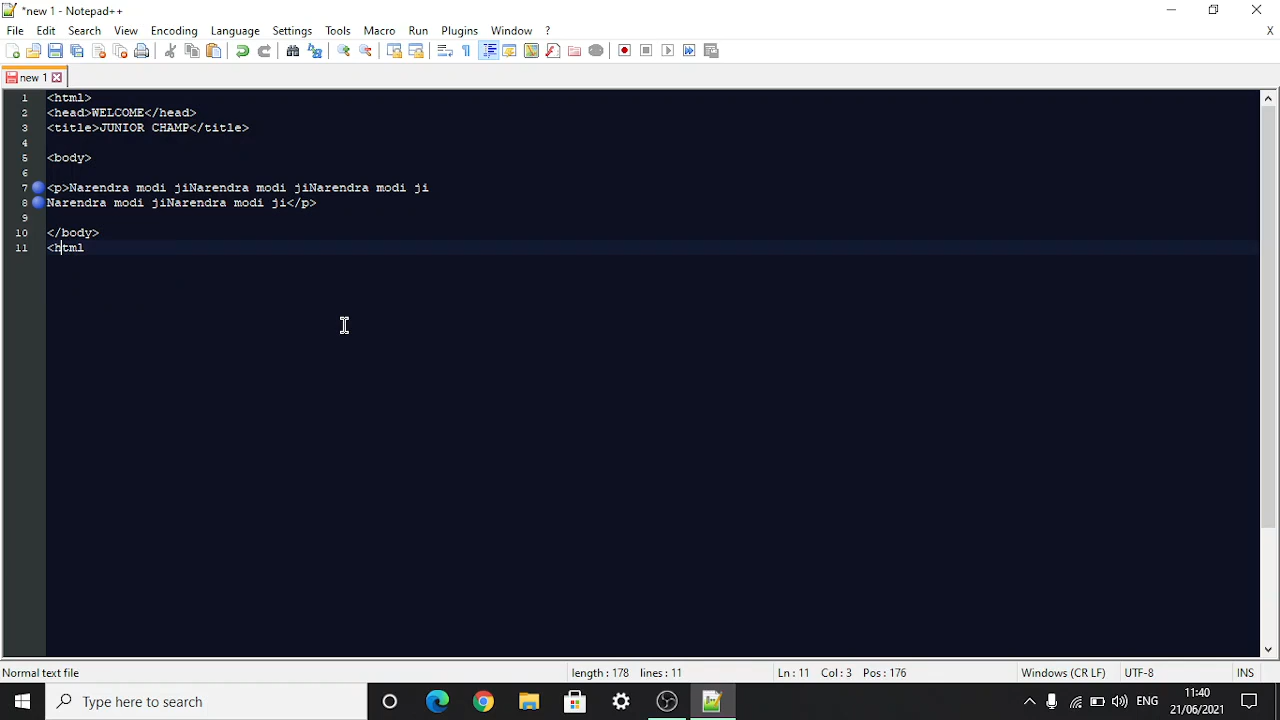 *new 1 - Notepad++
File Edit Search View Encoding Language Settings Tools Macro Run Plugins Window ? X
new 1
1 <html>
2 <head>WELCOME</head>
3 <title>JUNIOR CHAMP</title>
4
5 <body>
6
7 <p>Narendra modi jiNarendra modi jiNarendra modi ji
8 Narendra modi jiNarendra modi ji</p>
9
10 </body>
11 <html
Normal text file length : 178 lines : 11 Ln : 11 Col : 3 Pos : 176 Windows (CR LF) UTF-8 INS
Type here to search ENG 11:40
21/06/2021